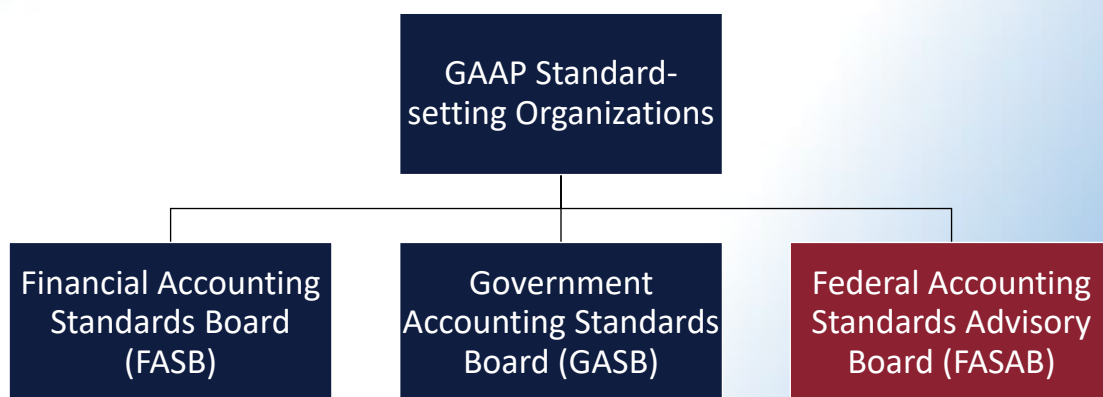 GAAP Standard-
setting Organizations
Financial Accounting
Standards Board
(FASB)
Government
Accounting Standards
Board (GASB)
Federal Accounting
Standards Advisory
Board (FASAB)